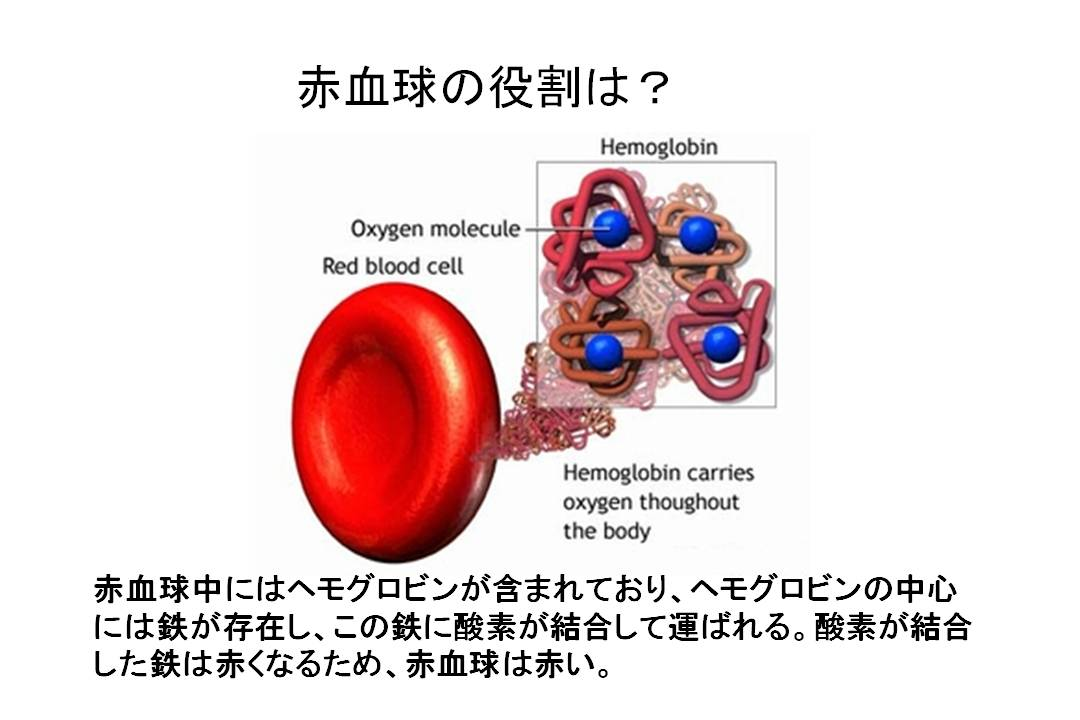 赤血球の役割は？
Hemoglobin
Oxygen molecule
Red blood cell
Hemoglobin carries
oxygen thoughout
the body
赤血球中にはヘモグロビンが含まれており、ヘモグロビンの中心
には鉄が存在し、この鉄に酸素が結合して運ばれる。酸素が結合
した鉄は赤くなるため、赤血球は赤い。